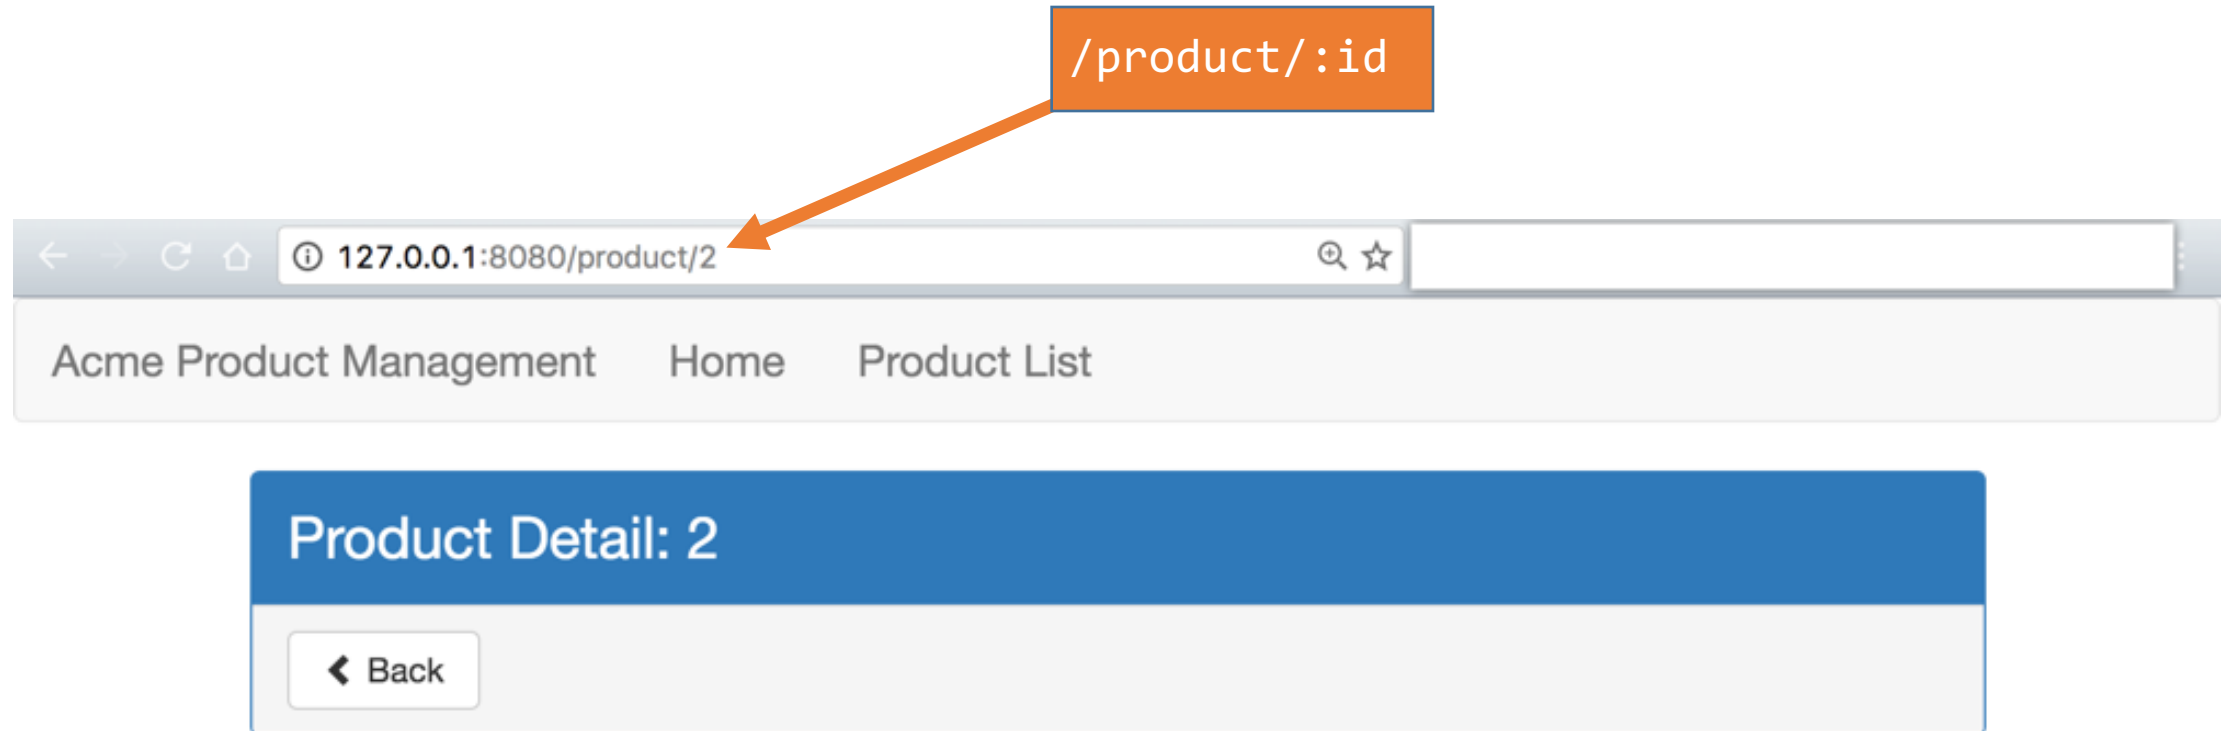 /product/:id
127.0.0.1:8080/product/2
Acme Product Management Home Product List
Product Detail: 2
Back